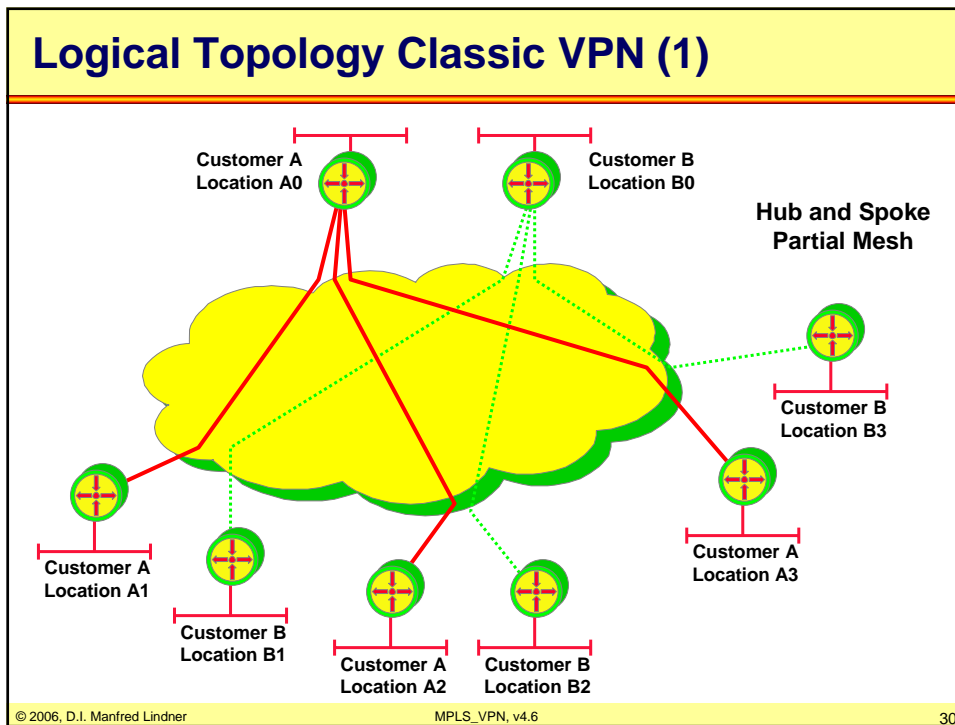 Logical Topology Classic VPN (1)
Customer A
Location A0
Customer B
Location B0
Hub and Spoke
Partial Mesh
Customer B
Location B3
Customer A
Location A3
Customer A
Location A1
Customer B
Location B1
Customer A
Location A2
Customer B
Location B2
© 2006, D.I. Manfred Lindner
MPLS_VPN, v4.6
30